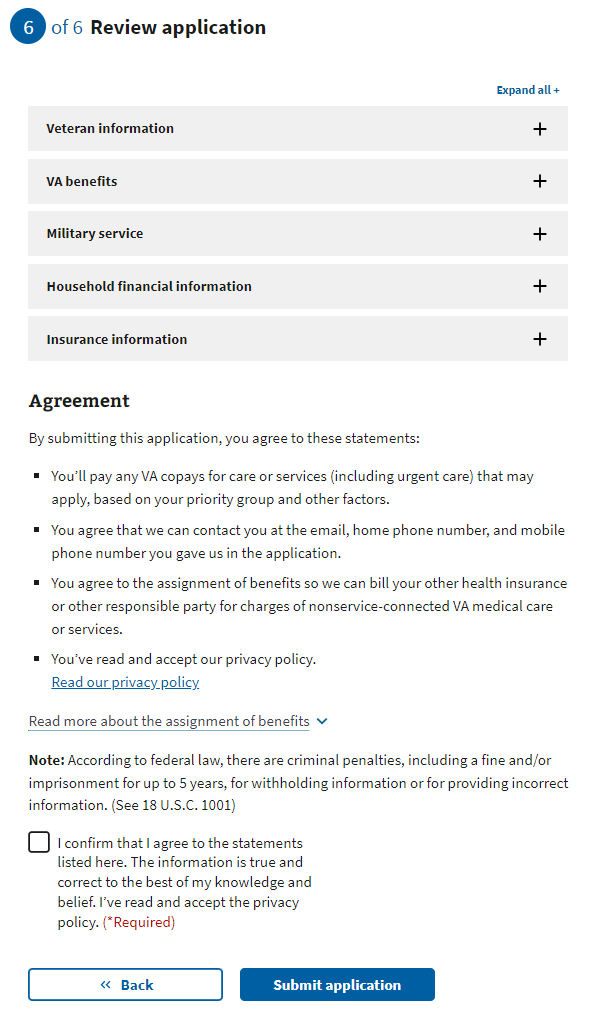 6 of 6 Review application
Expand all +
Veteran information
VA benefits
Military service
Household financial information
Insurance information
Agreement
By submitting this application, you agree to these statements:
You’ll pay any VA copays for care or services (including urgent care) that may
apply, based on your priority group and other factors.
You agree that we can contact you at the email, home phone number, and mobile
phone number you gave us in the application.
You agree to the assignment of benefits so we can bill your other health insurance
or other responsible party for charges of nonservice-connected VA medical care
or services.
You’ve read and accept our privacy policy.
Read our privacy policy
Read more about the assignment of benefits
Note: According to federal law, there are criminal penalties, including a fine and/or
imprisonment for up to 5 years, for withholding information or for providing incorrect
information. (See 18 U.S.C. 1001)
I confirm that I agree to the statements
listed here. The information is true and
correct to the best of my knowledge and
belief. I’ve read and accept the privacy
policy. (*Required)
« Back
Submit application